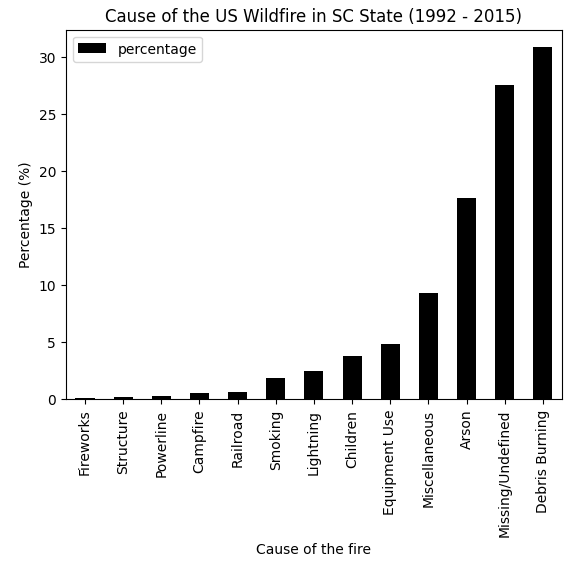 Cause of the US Wildfire in SC State (1992 - 2015)
percentage
Percentage (%)
30
25
20
15
10
5
0
Fireworks
Structure
Powerline
Campfire
Railroad
Smoking
Lightning
Children
Equipment Use
Miscellaneous
Arson
Missing/Undefined
Debris Burning
Cause of the fire